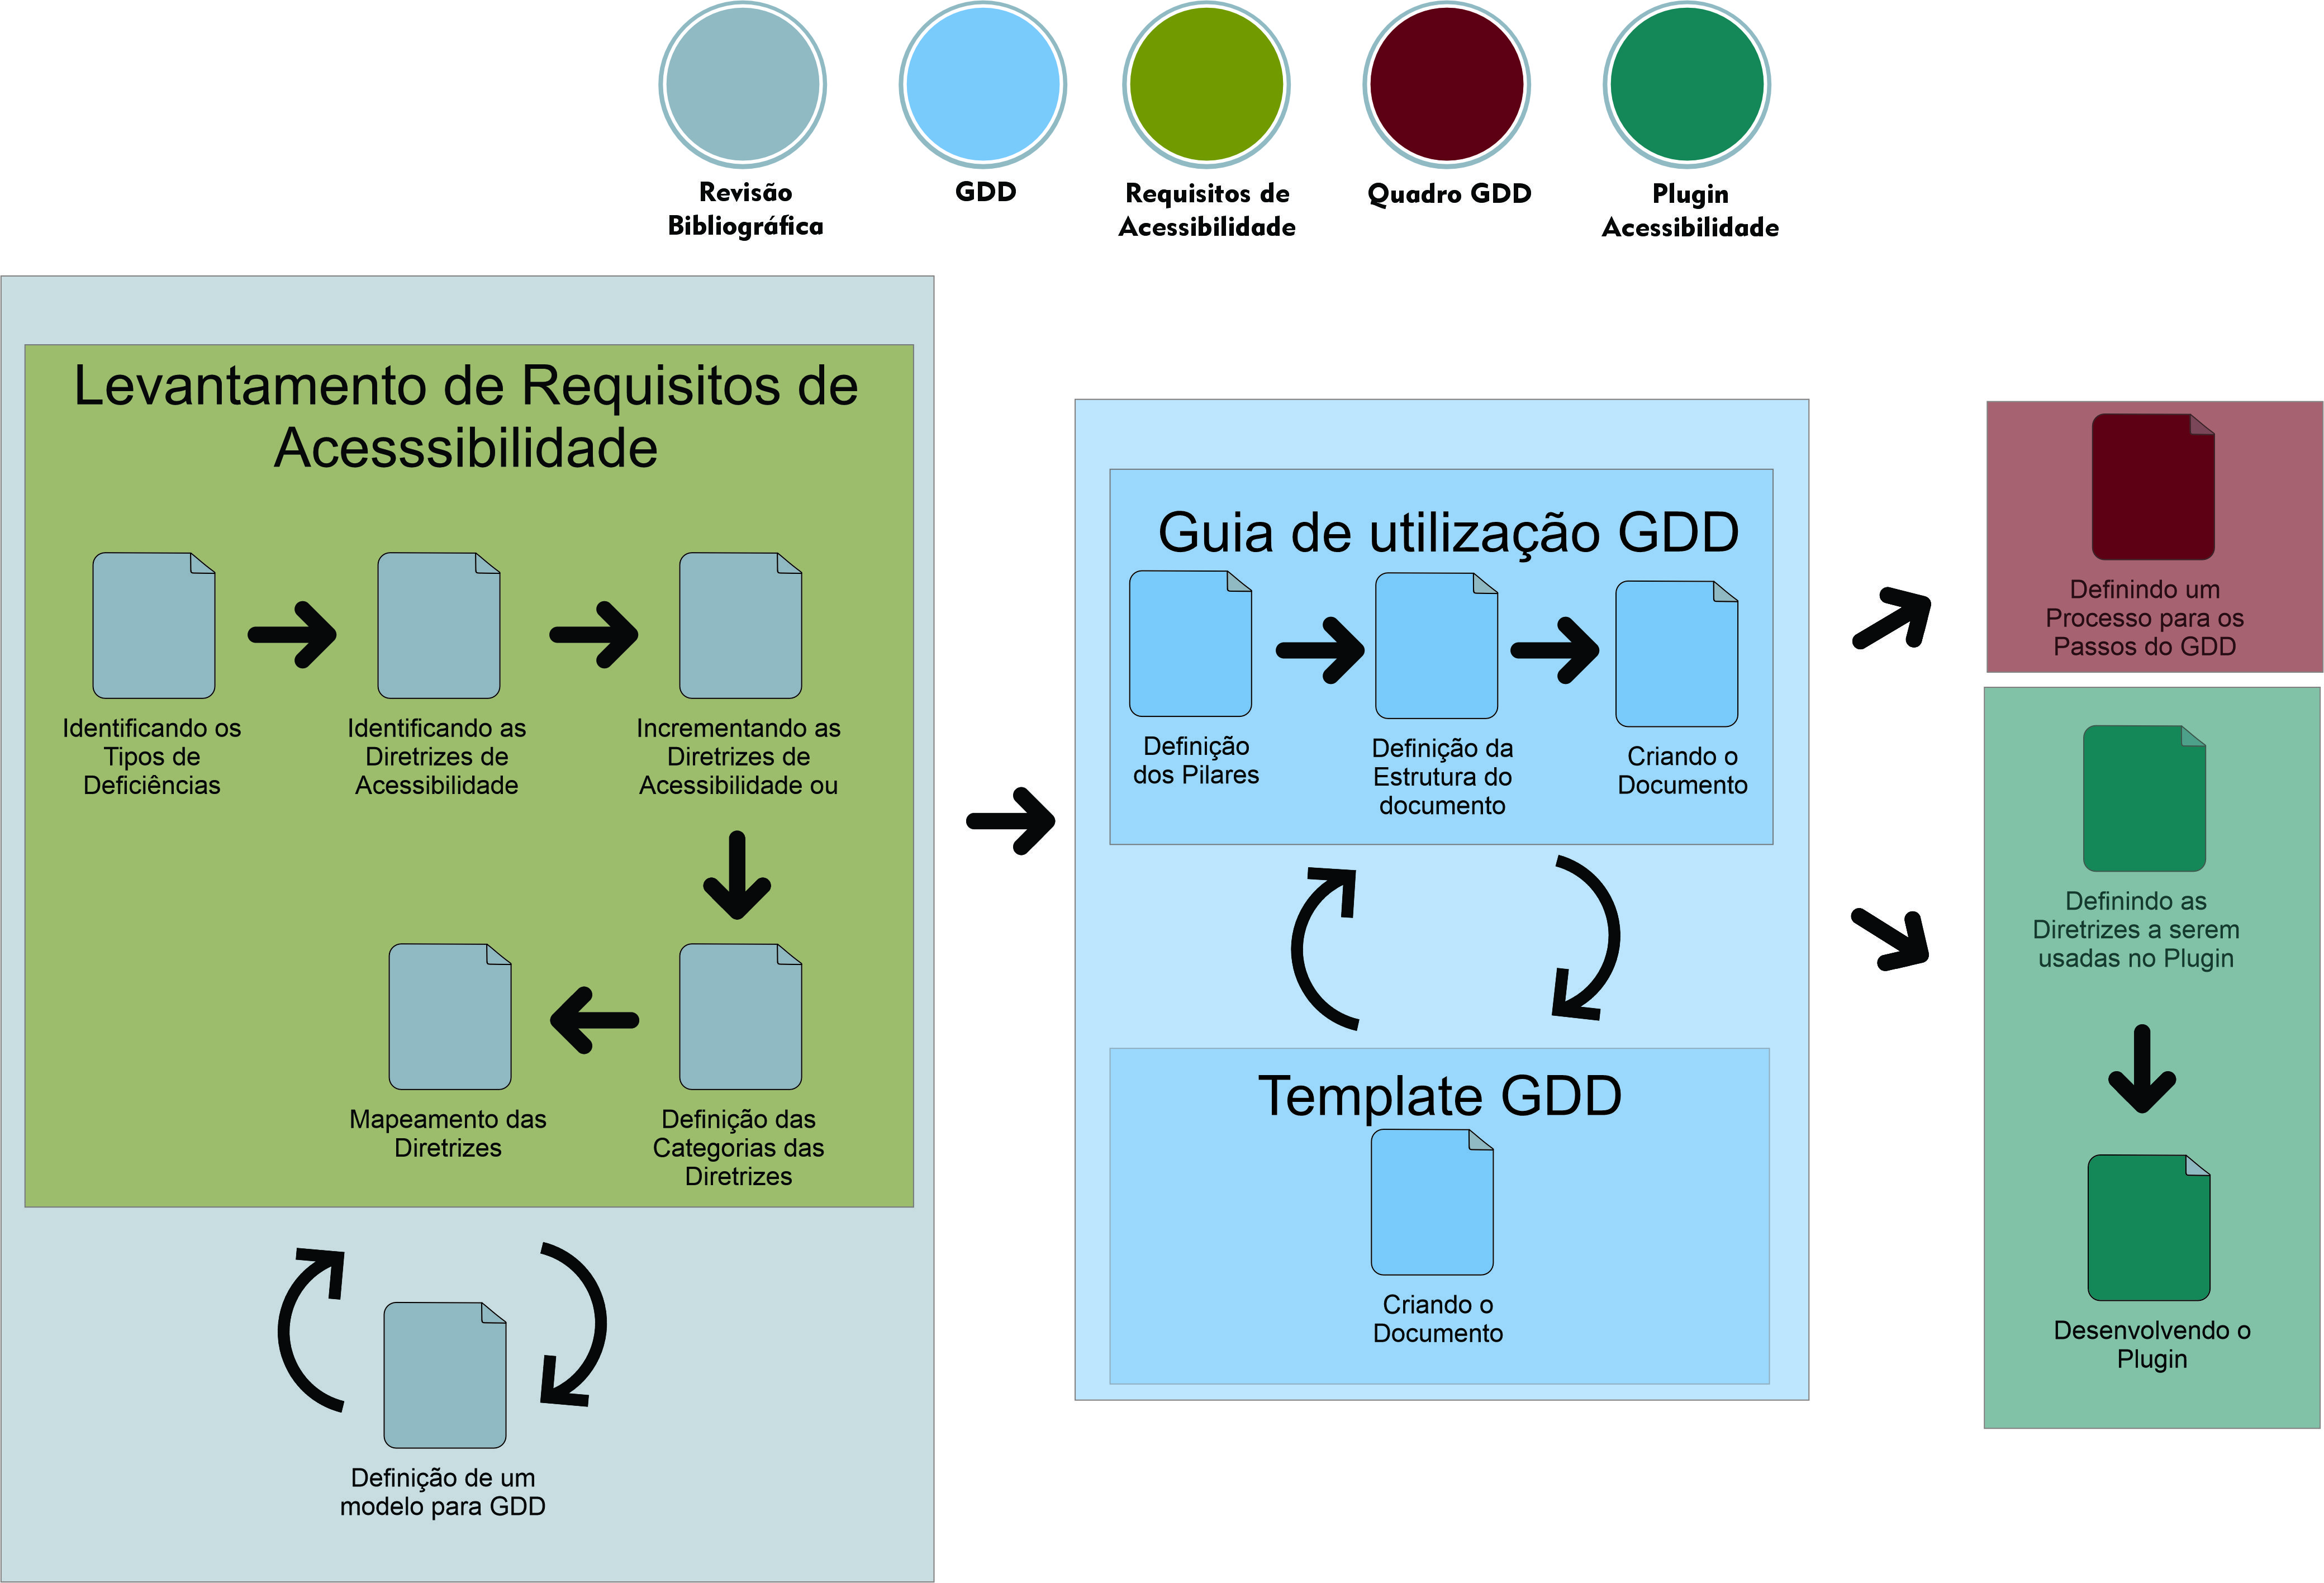 Revisão
Bibliográfica
GDD
Requisitos de
Acessibilidade
Quadro GDD
Plugin
Acessibilidade
Levantamento de Requisitos de
Acesssibilidade
Identificando os
Tipos de
Deficiências
Identificando as
Diretrizes de
Acessibilidade
Incrementando as
Diretrizes de
Acessibilidade ou
Mapeamento das
Diretrizes
Definição das
Categorias das
Diretrizes
Definição de um
modelo para GDD
Guia de utilização GDD
Definição
dos Pilares
Definição da
Estrutura do
documento
Criando o
Documento
Template GDD
Criando o
Documento
Definindo um
Processo para os
Passos do GDD
Definindo as
Diretrizes a serem
usadas no Plugin
Desenvolvendo o
Plugin